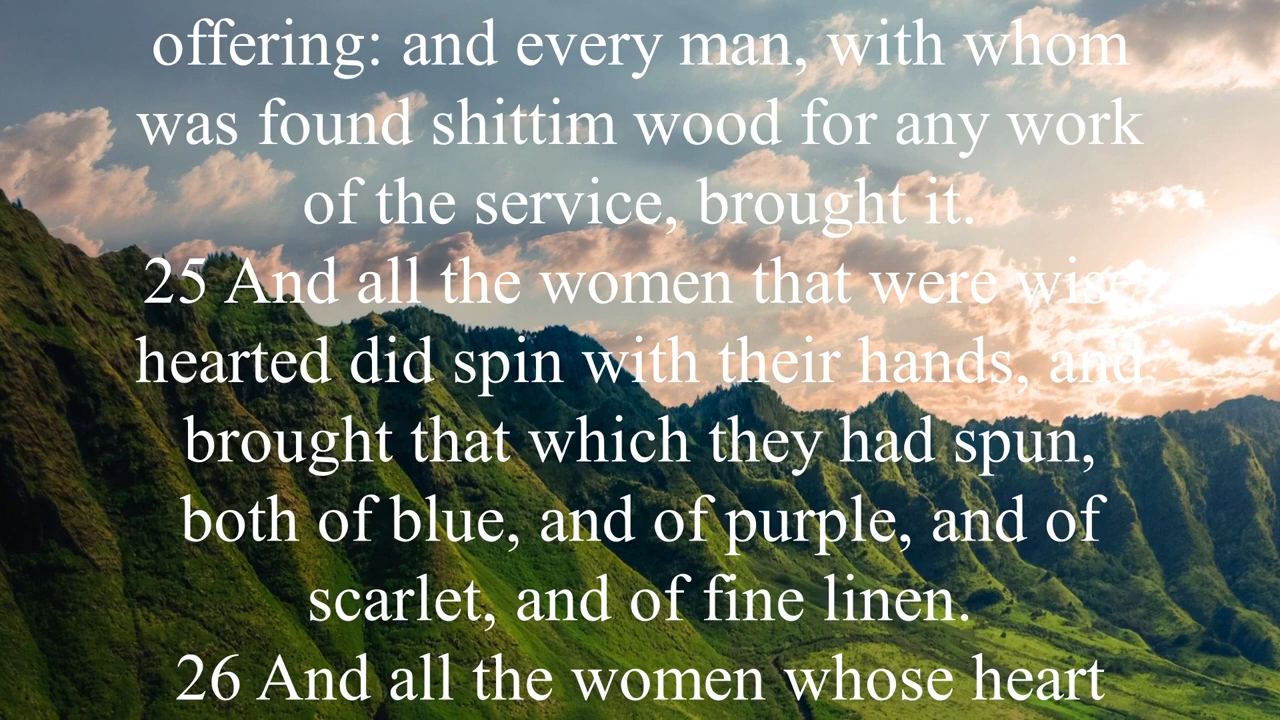 offering: and every man, with whom
was found shittim wood for any work
of the service, brought it.
25 And all the women that were wise
hearted did spin with their hands, and
brought that which they had spun,
both of blue, and of purple, and of
scarlet, and of fine linen.
26 And all the women whose heart